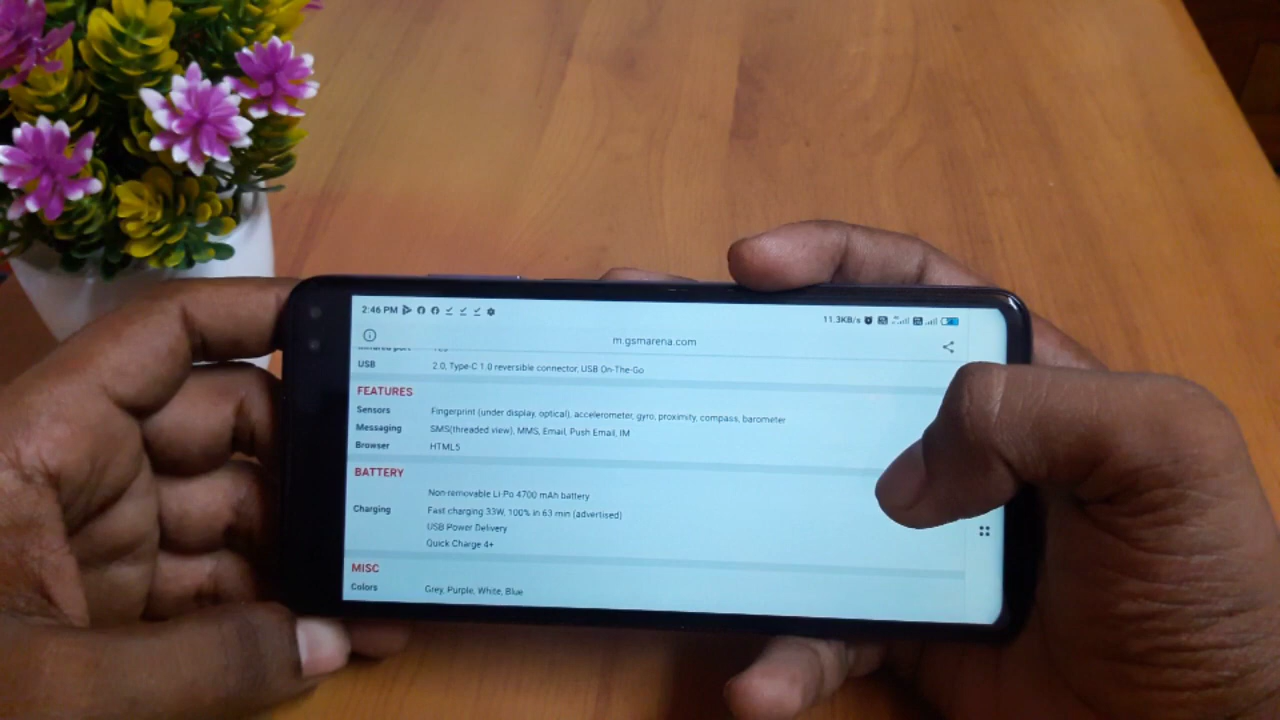 2:46 PM
11.3KB/s
m.gsmarena.com
USB 2.0, Type-C 1.0 reversible connector, USB On-The-Go
FEATURES
Sensors Fingerprint (under display, optical), accelerometer, gyro, proximity, compass, barometer
Messaging SMS(threaded view), MMS, Email, Push Email, IM
Browser HTML5
BATTERY
Non-removable Li-Po 4700 mAh battery
Charging Fast charging 33W, 100% in 63 min (advertised)
USB Power Delivery
Quick Charge 4+
MISC
Colors Grey, Purple, White, Blue